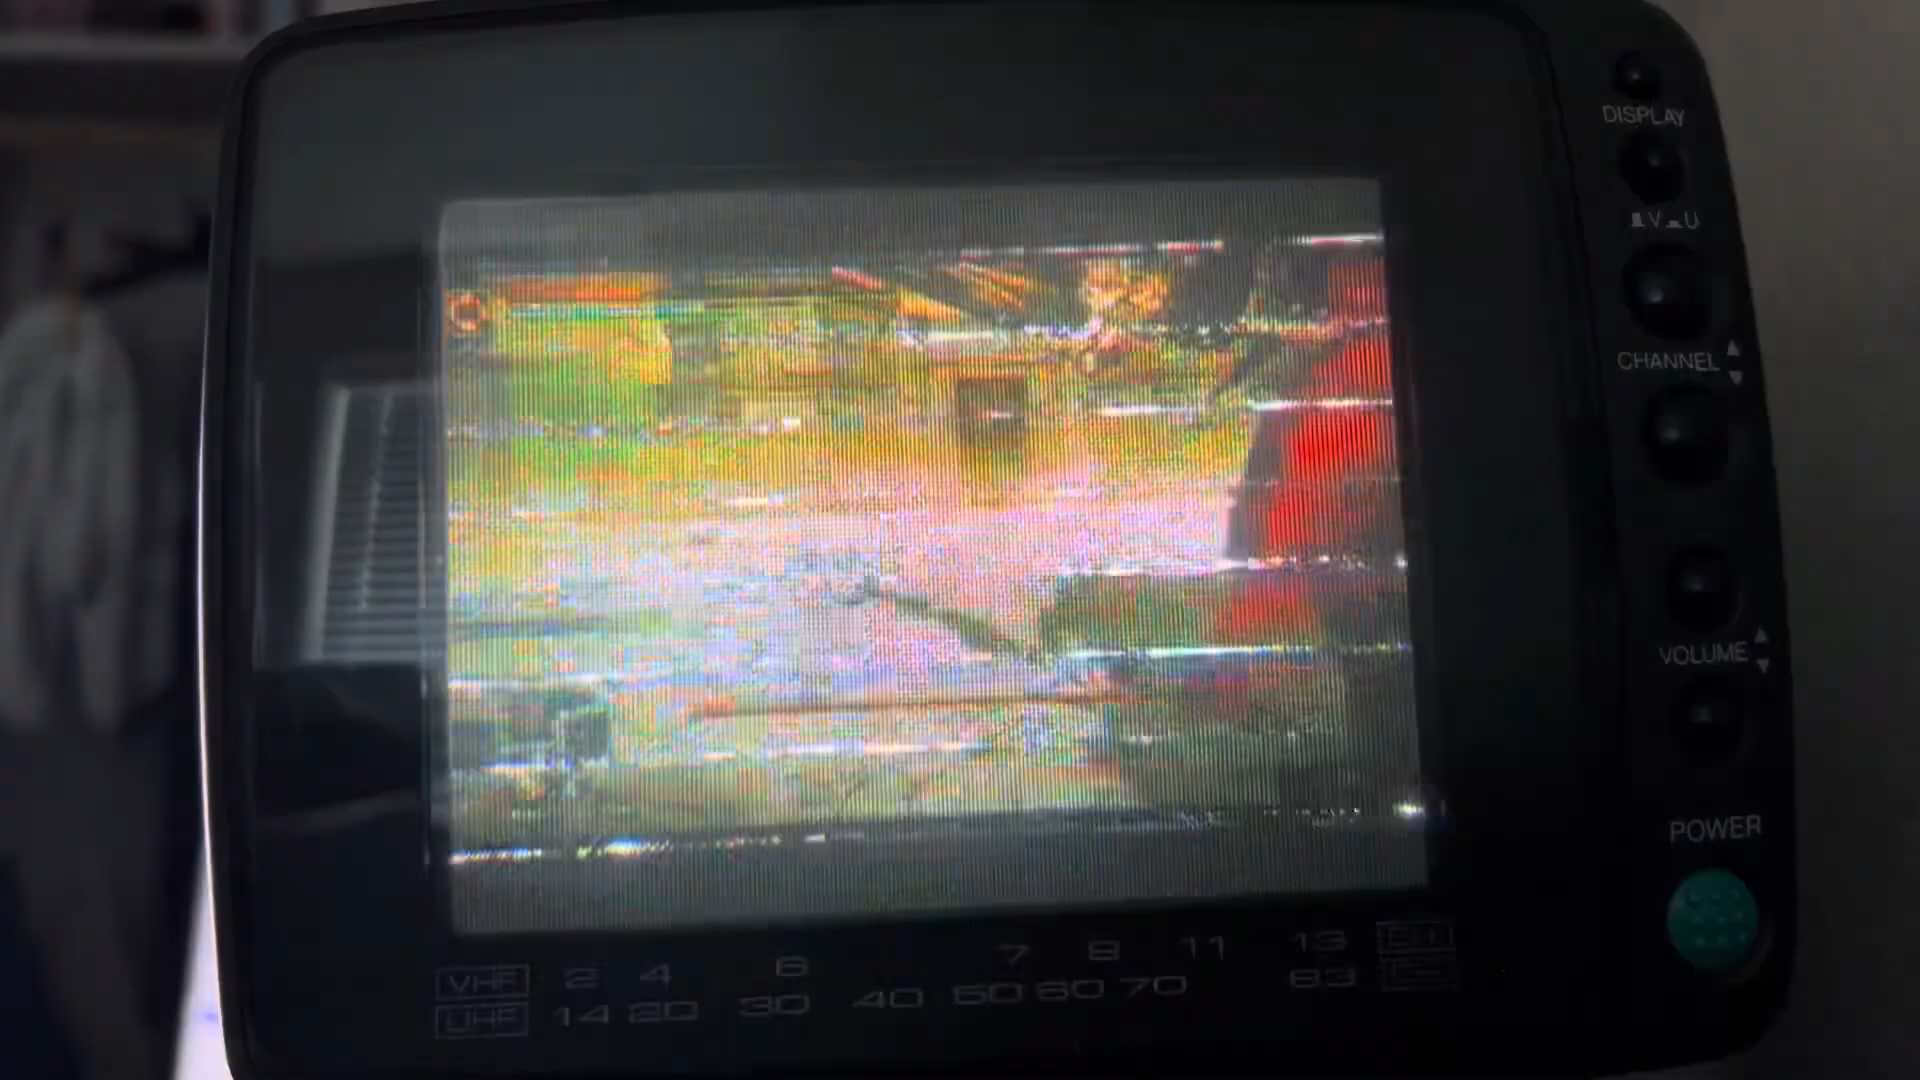 DISPLAY
V U
CHANNEL
VOLUME
POWER
VHF 2 4 6 7 8 11 13 CH
UHF 14 20 30 40 50 60 70 83